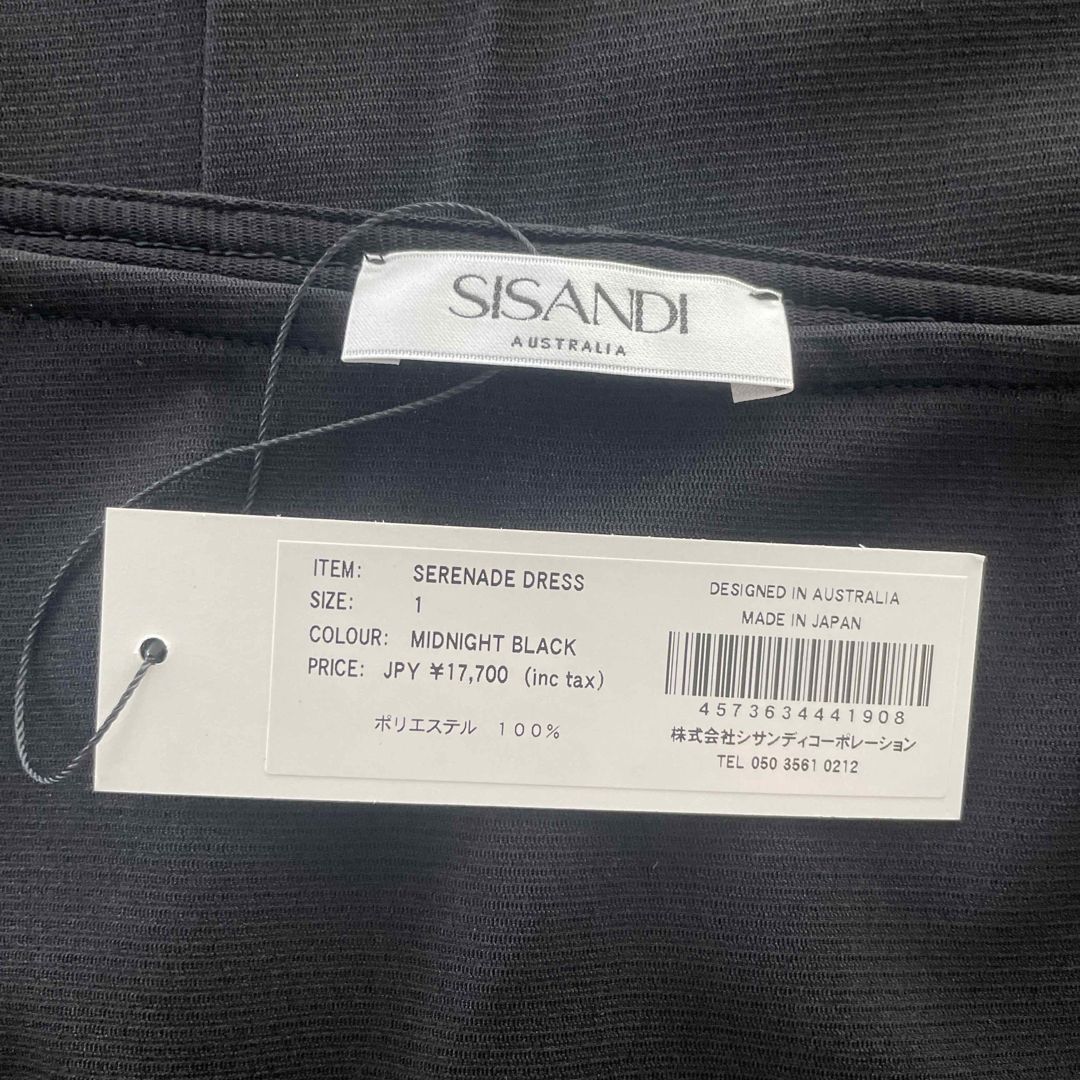 SISANDI
AUSTRALIA
ITEM: SERENADE DRESS
SIZE: 1
COLOUR: MIDNIGHT BLACK
PRICE: JPY ¥17,700 (inc tax)
ポリエステル 100%
DESIGNED IN AUSTRALIA
MADE IN JAPAN
4573634441908
株式会社シサンディコーポレーション
TEL 050 3561 0212